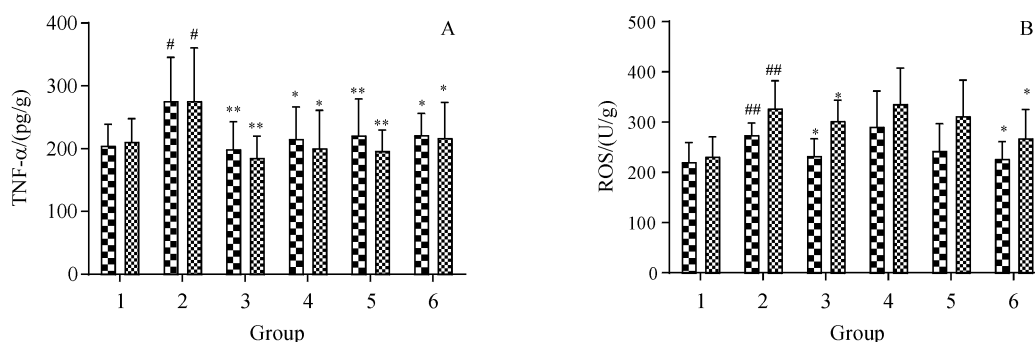 A
TNF-α/(pg/g)
400
300
200
100
0
# #
** ** * * ** ** * *
1 2 3 4 5 6
Group
B
ROS/(U/g)
500
400
300
200
100
0
## ##
* * * *
1 2 3 4 5 6
Group